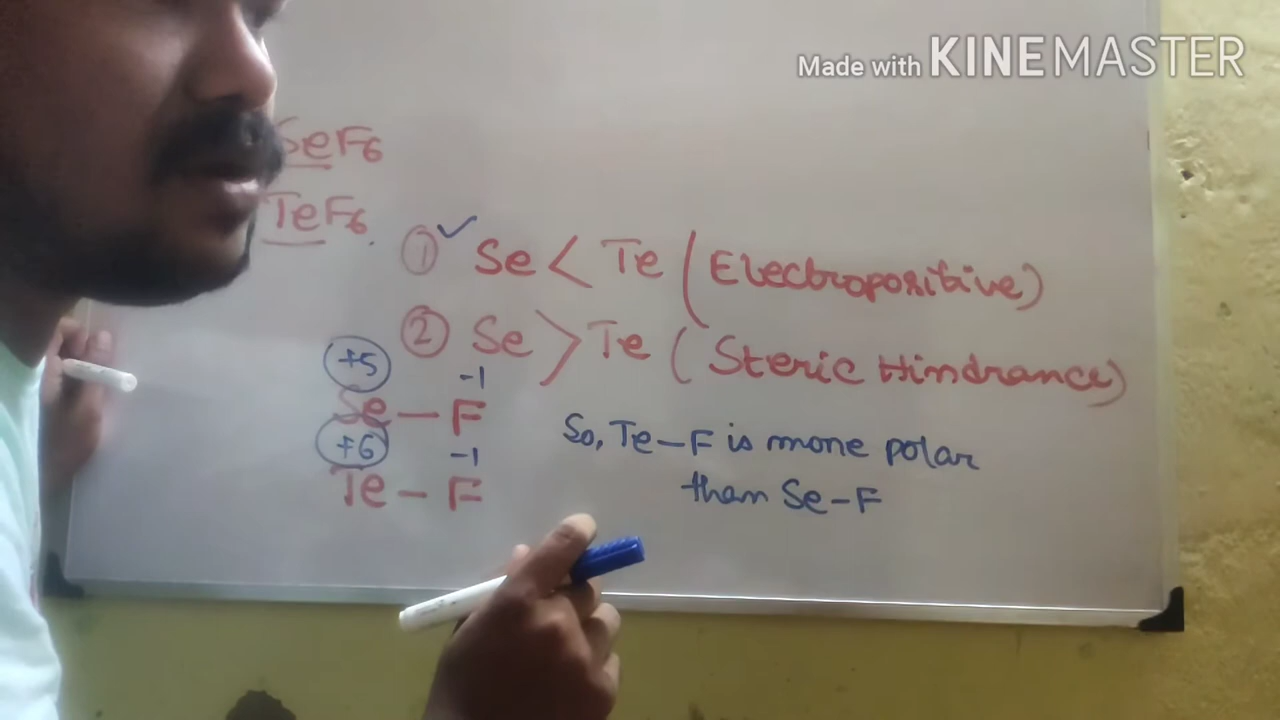 Made with KINEMASTER
SeF6
TeF6.
① ✓ Se < Te (Electropositive)
② Se > Te (Steric Hindrance)
+5 -1
Se – F
+6 -1
Te – F
So, Te – F is more polar
than Se – F